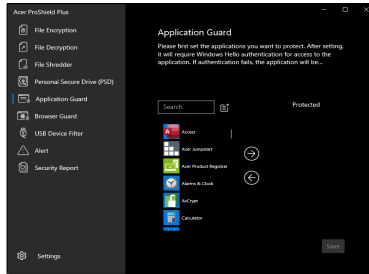 Acer ProShield Plus
File Encryption
File Decryption
File Shredder
Personal Secure Drive (PSD)
Application Guard
Browser Guard
USB Device Filter
Alert
Security Report
Settings
Application Guard
Please first set the applications you want to protect. After setting,
it will require Windows Hello authentication for access to the
application. If authentication fails, the application will be...
Search
Protected
Access
Acer Jumpstart
Acer Product Registrat
Alarms & Clock
AxCrypt
Calculator
Save